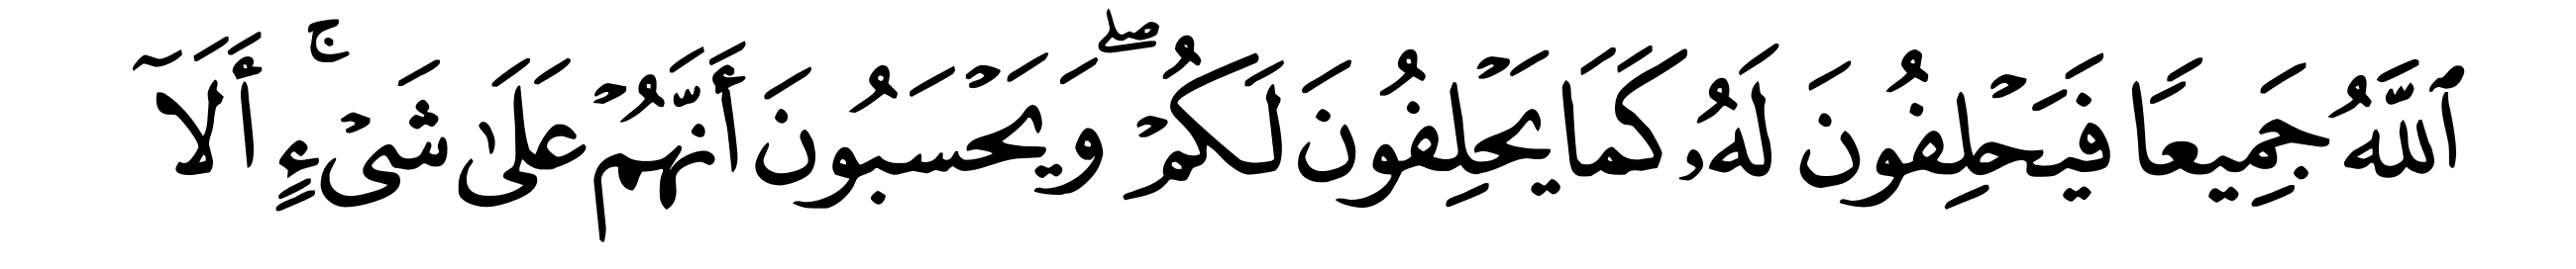 ٱللَّهُ جَمِيعًا فَيَحْلِفُونَ لَهُۥ كَمَا يَحْلِفُونَ لَكُمْ ۖ وَيَحْسَبُونَ أَنَّهُمْ عَلَىٰ شَىْءٍ ۚ أَلَآ